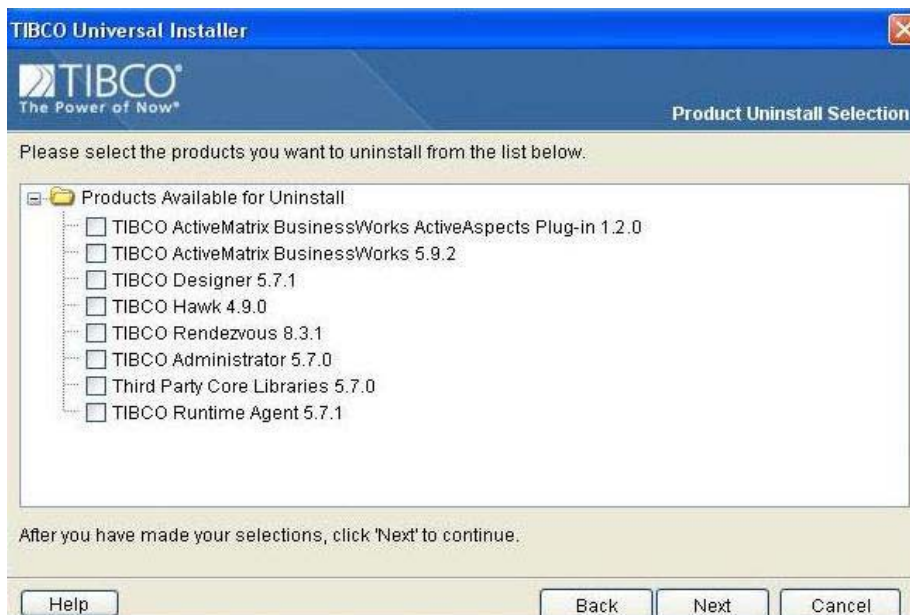 TIBCO Universal Installer
TIBCO®
The Power of Now®
Product Uninstall Selection
Please select the products you want to uninstall from the list below.
Products Available for Uninstall
TIBCO ActiveMatrix BusinessWorks ActiveAspects Plug-in 1.2.0
TIBCO ActiveMatrix BusinessWorks 5.9.2
TIBCO Designer 5.7.1
TIBCO Hawk 4.9.0
TIBCO Rendezvous 8.3.1
TIBCO Administrator 5.7.0
Third Party Core Libraries 5.7.0
TIBCO Runtime Agent 5.7.1
After you have made your selections, click 'Next' to continue.
Help Back Next Cancel